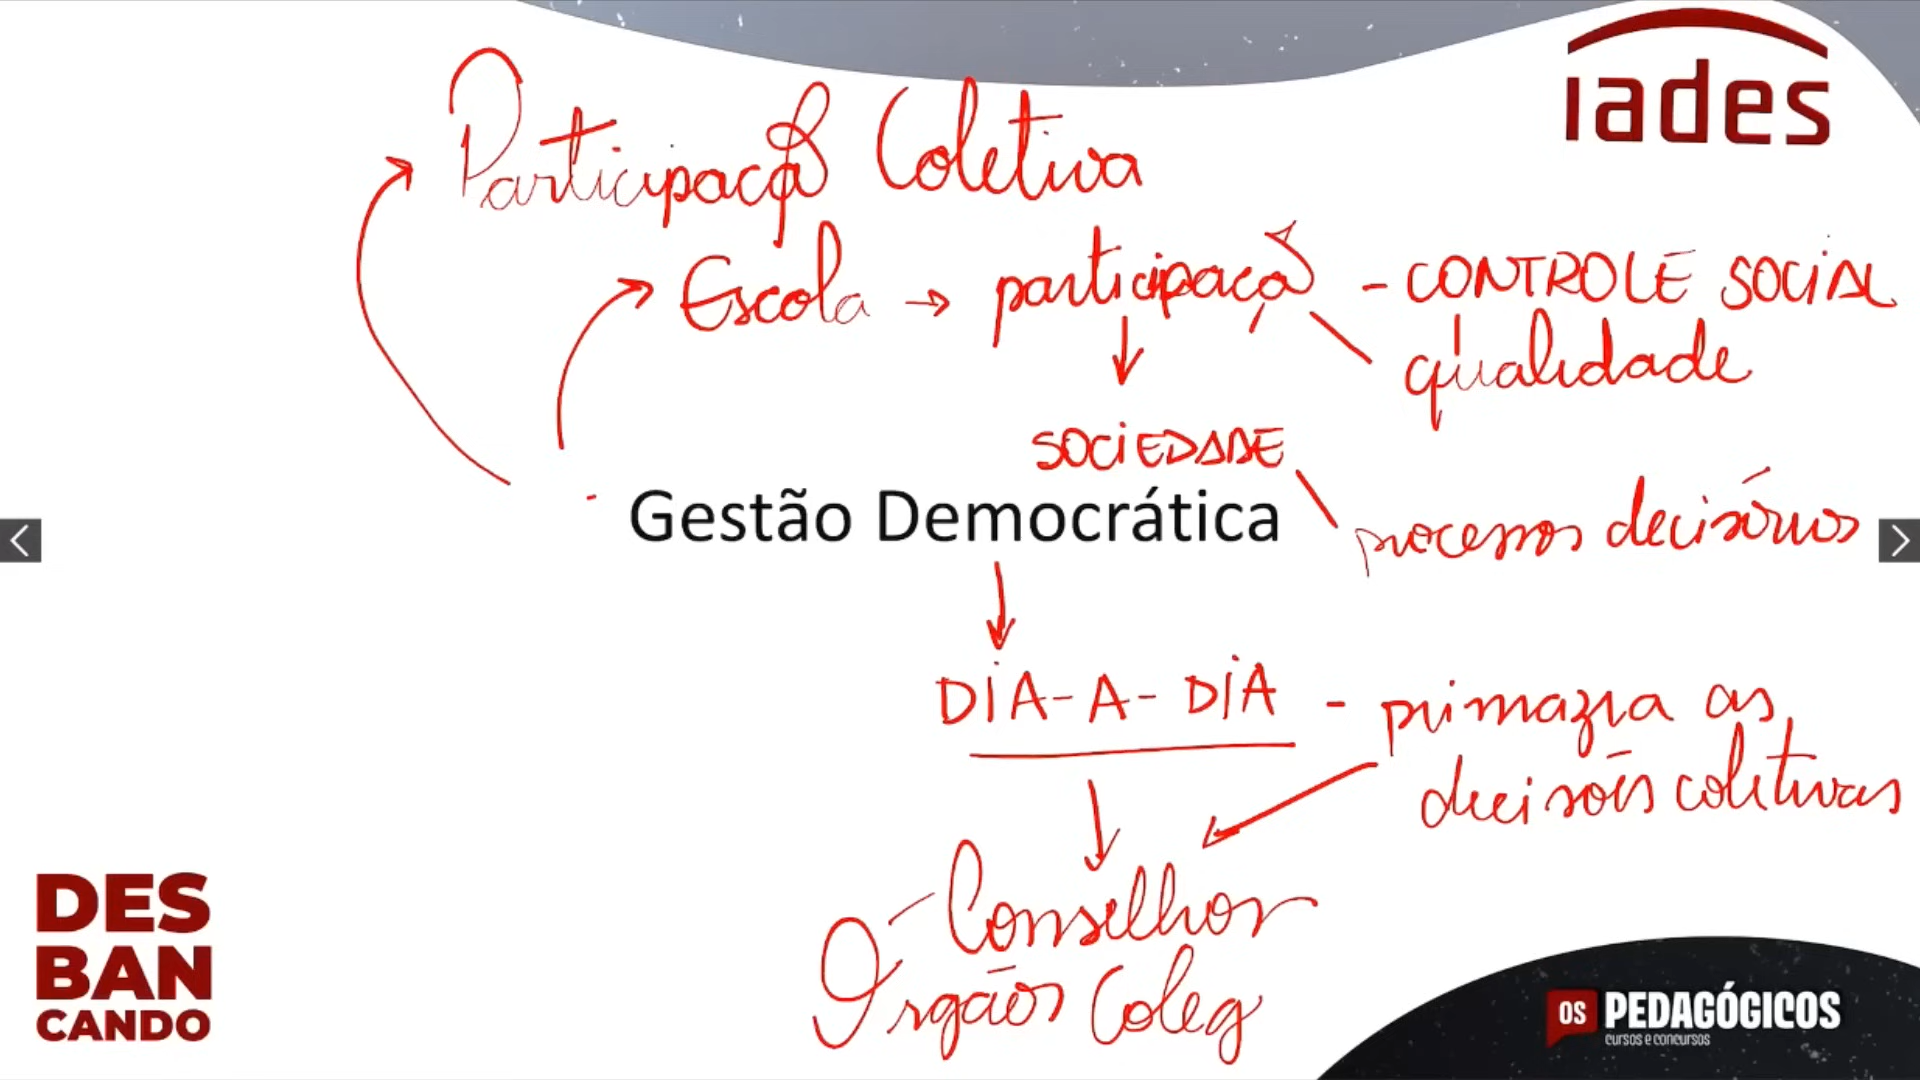 iades
Participação Coletiva
Escola → participação - CONTROLE SOCIAL
qualidade
SOCIEDADE
Gestão Democrática
processos decisórios
DIA-A-DIA - primazia as
decisões coletivas
- Conselhos
Órgãos Coleg
DES
BAN
CANDO
OS PEDAGÓGICOS
cursos e concursos